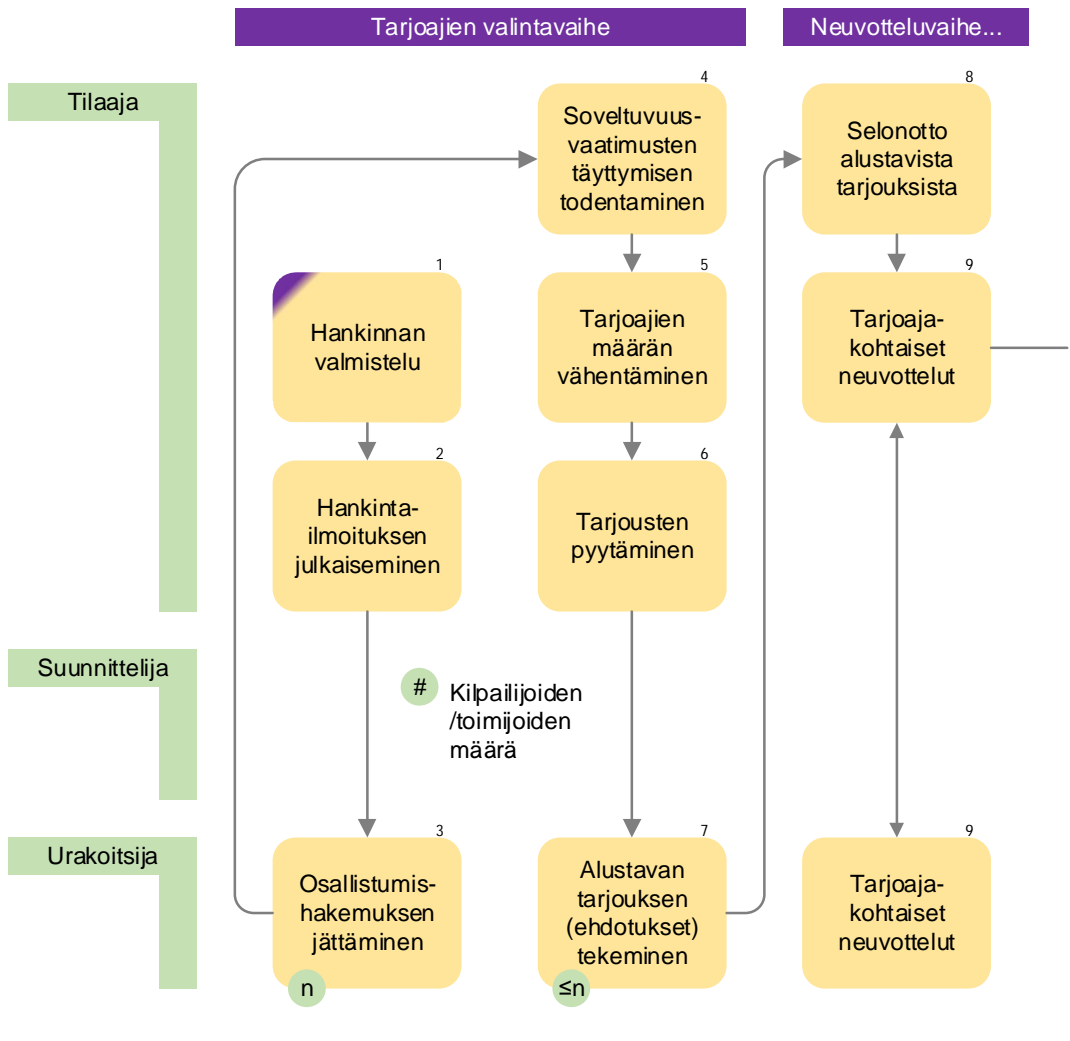 Tarjoajien valintavaihe
Neuvotteluvaihe...
Tilaaja
4
Soveltuvuus-
vaatimusten
täyttymisen
todentaminen
8
Selonotto
alustavista
tarjouksista
1
Hankinnan
valmistelu
5
Tarjoajien
määrän
vähentäminen
9
Tarjoaja-
kohtaiset
neuvottelut
2
Hankinta-
ilmoituksen
julkaiseminen
6
Tarjousten
pyytäminen
Suunnittelija
#
Kilpailijoiden
/toimijoiden
määrä
Urakoitsija
3
Osallistumis-
hakemuksen
jättäminen
n
7
Alustavan
tarjouksen
(ehdotukset)
tekeminen
≤n
9
Tarjoaja-
kohtaiset
neuvottelut